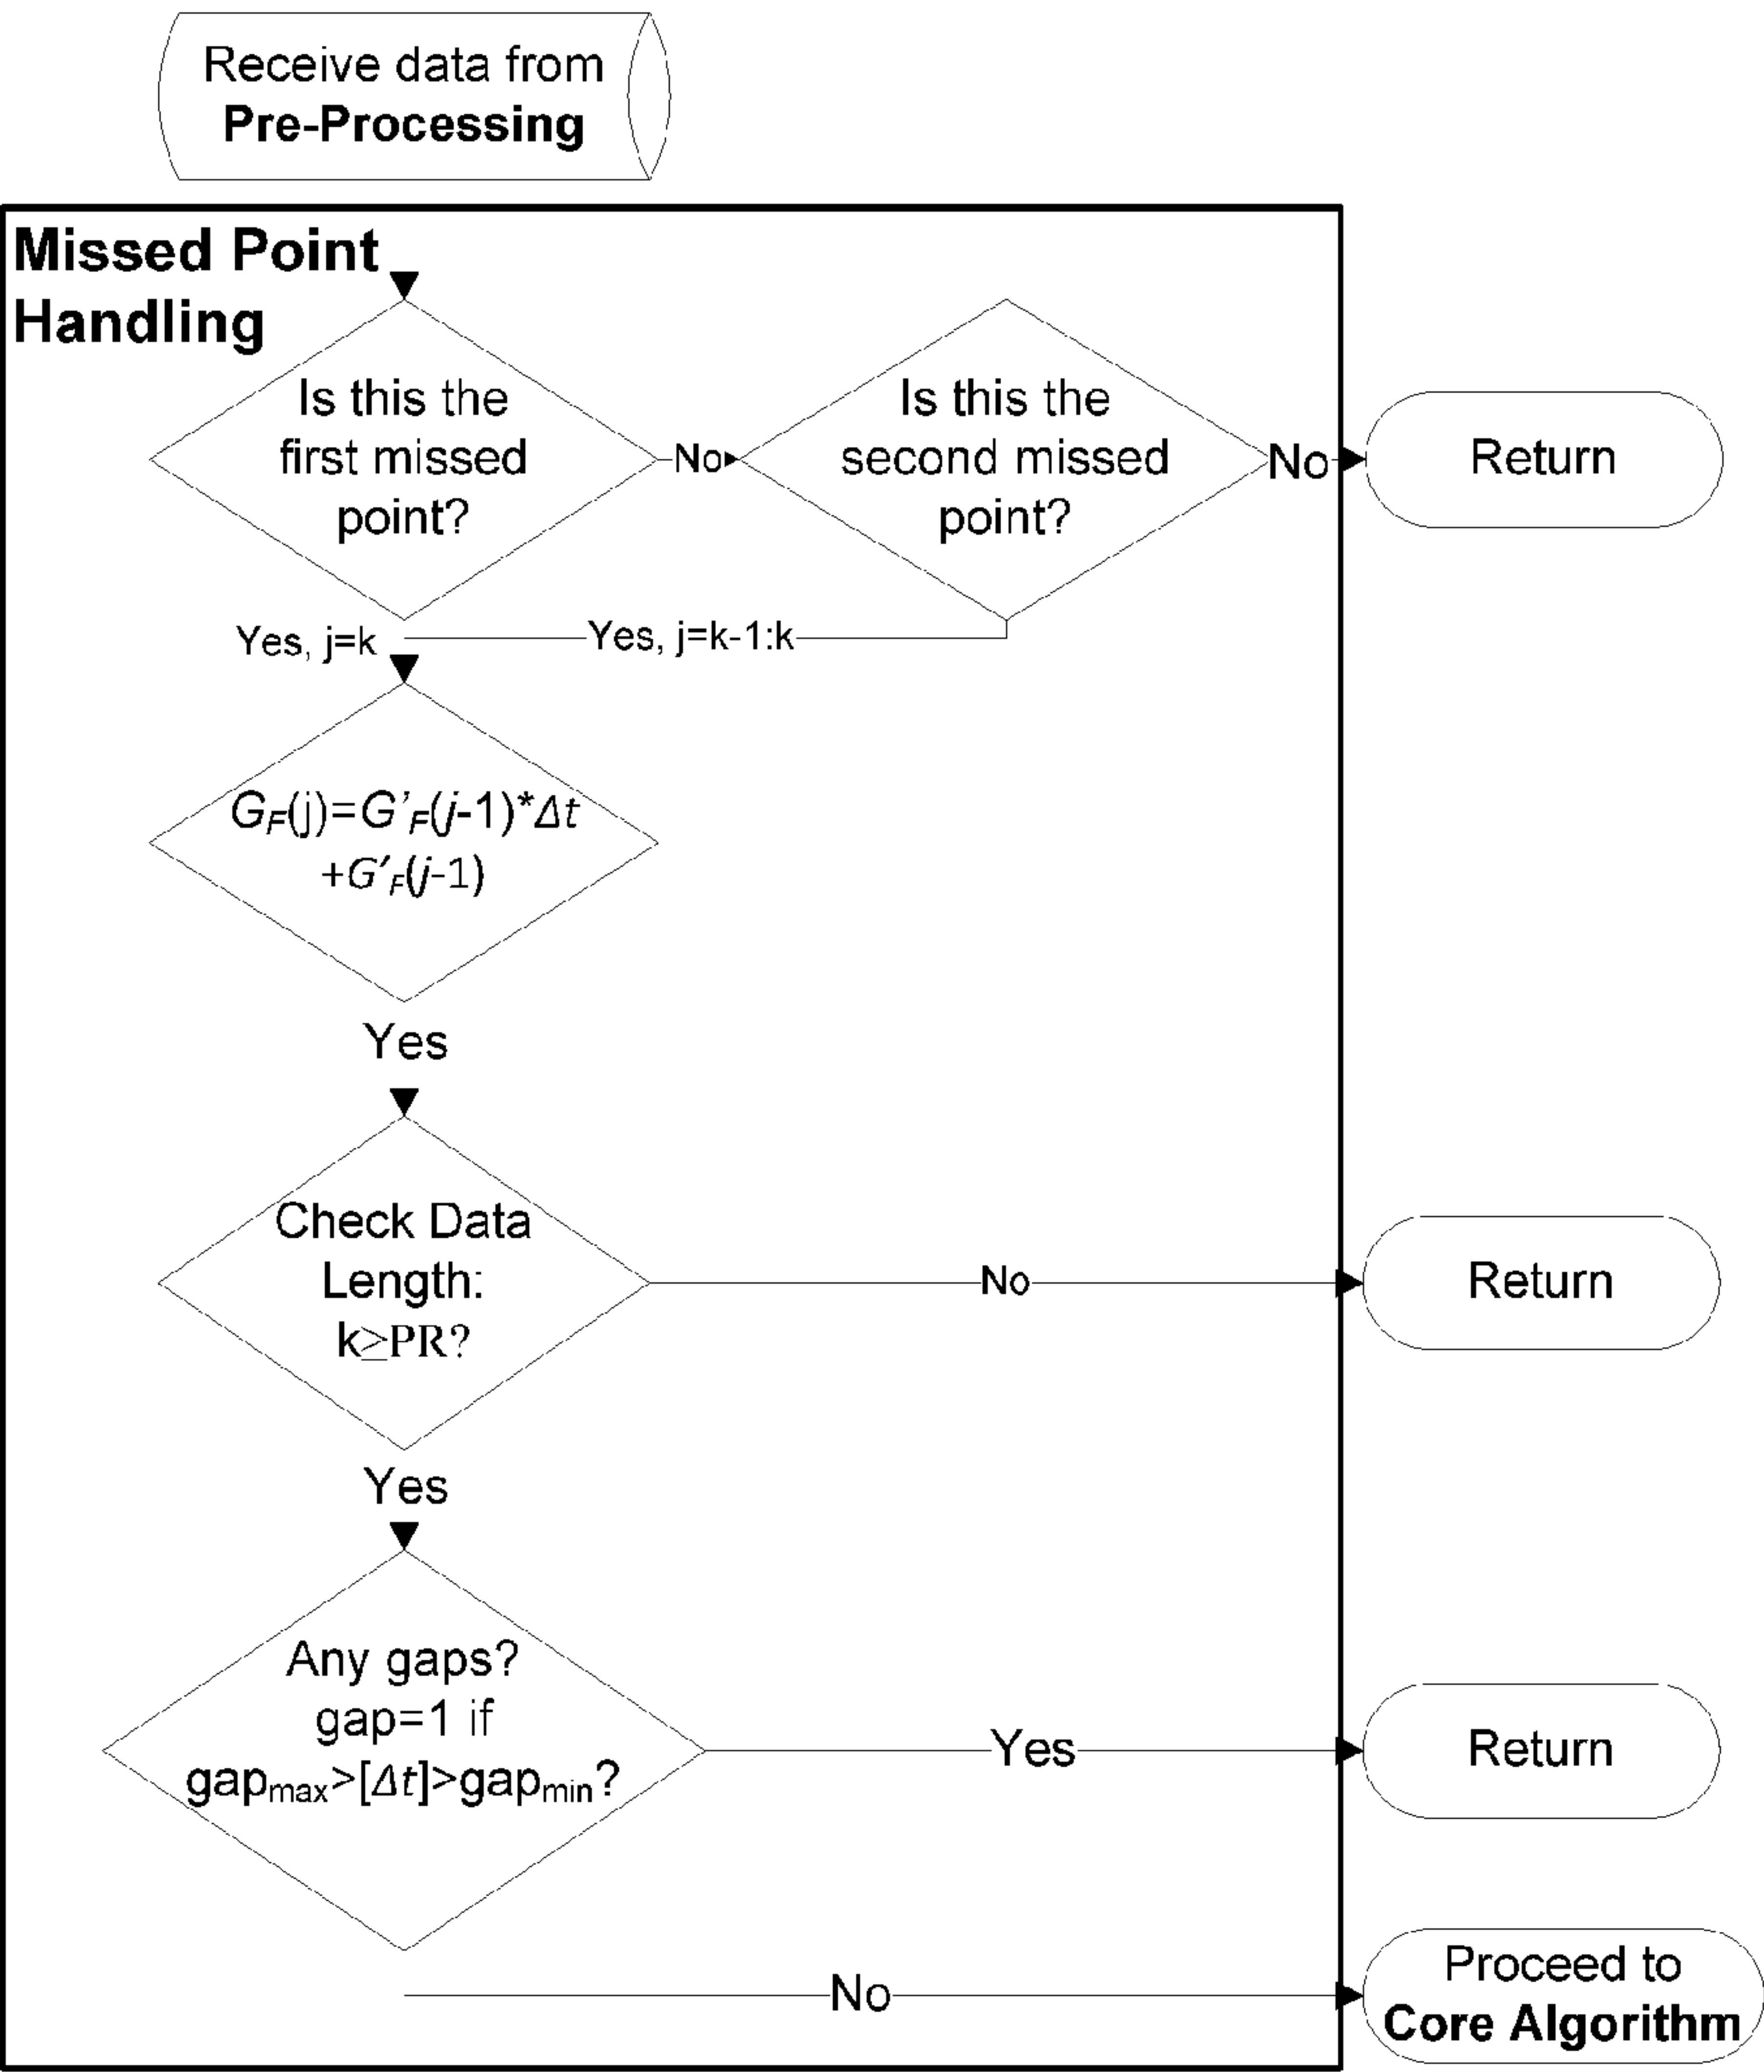 Receive data from
Pre-Processing
Missed Point
Handling
Is this the
first missed
point?
No
Is this the
second missed
point?
No
Return
Yes, j=k
Yes, j=k-1:k
G_F(j)=G'_F(j-1)*Δt
+G'_F(j-1)
Yes
Check Data
Length:
k≥PR?
No
Return
Yes
Any gaps?
gap=1 if
gap_max>[Δt]>gap_min?
Yes
Return
No
Proceed to
Core Algorithm